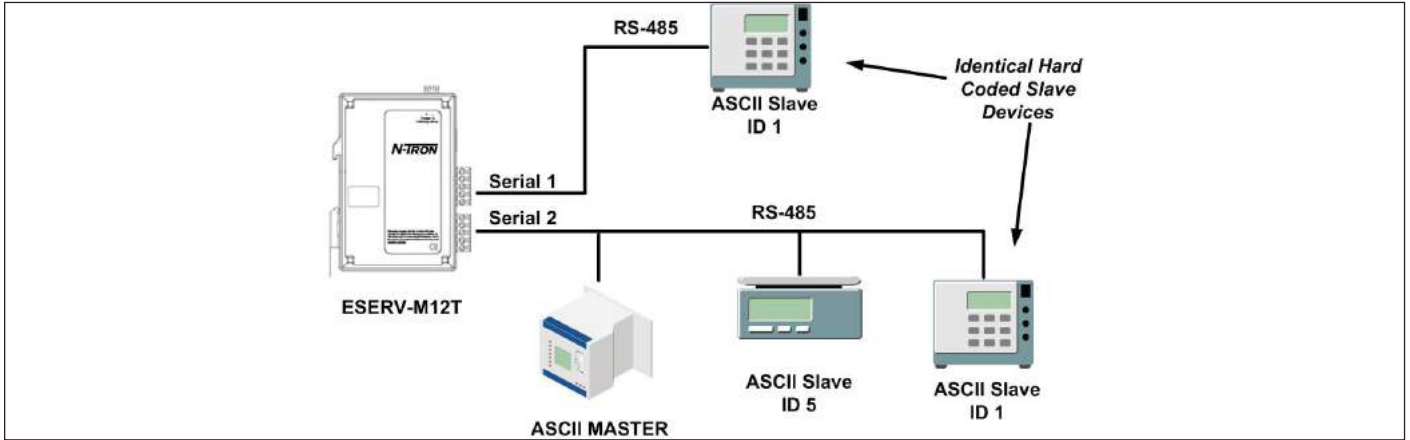 RS-485
ASCII Slave
ID 1
Identical Hard
Coded Slave
Devices
N-TRON
Serial 1
Serial 2
RS-485
ESERV-M12T
ASCII MASTER
ASCII Slave
ID 5
ASCII Slave
ID 1